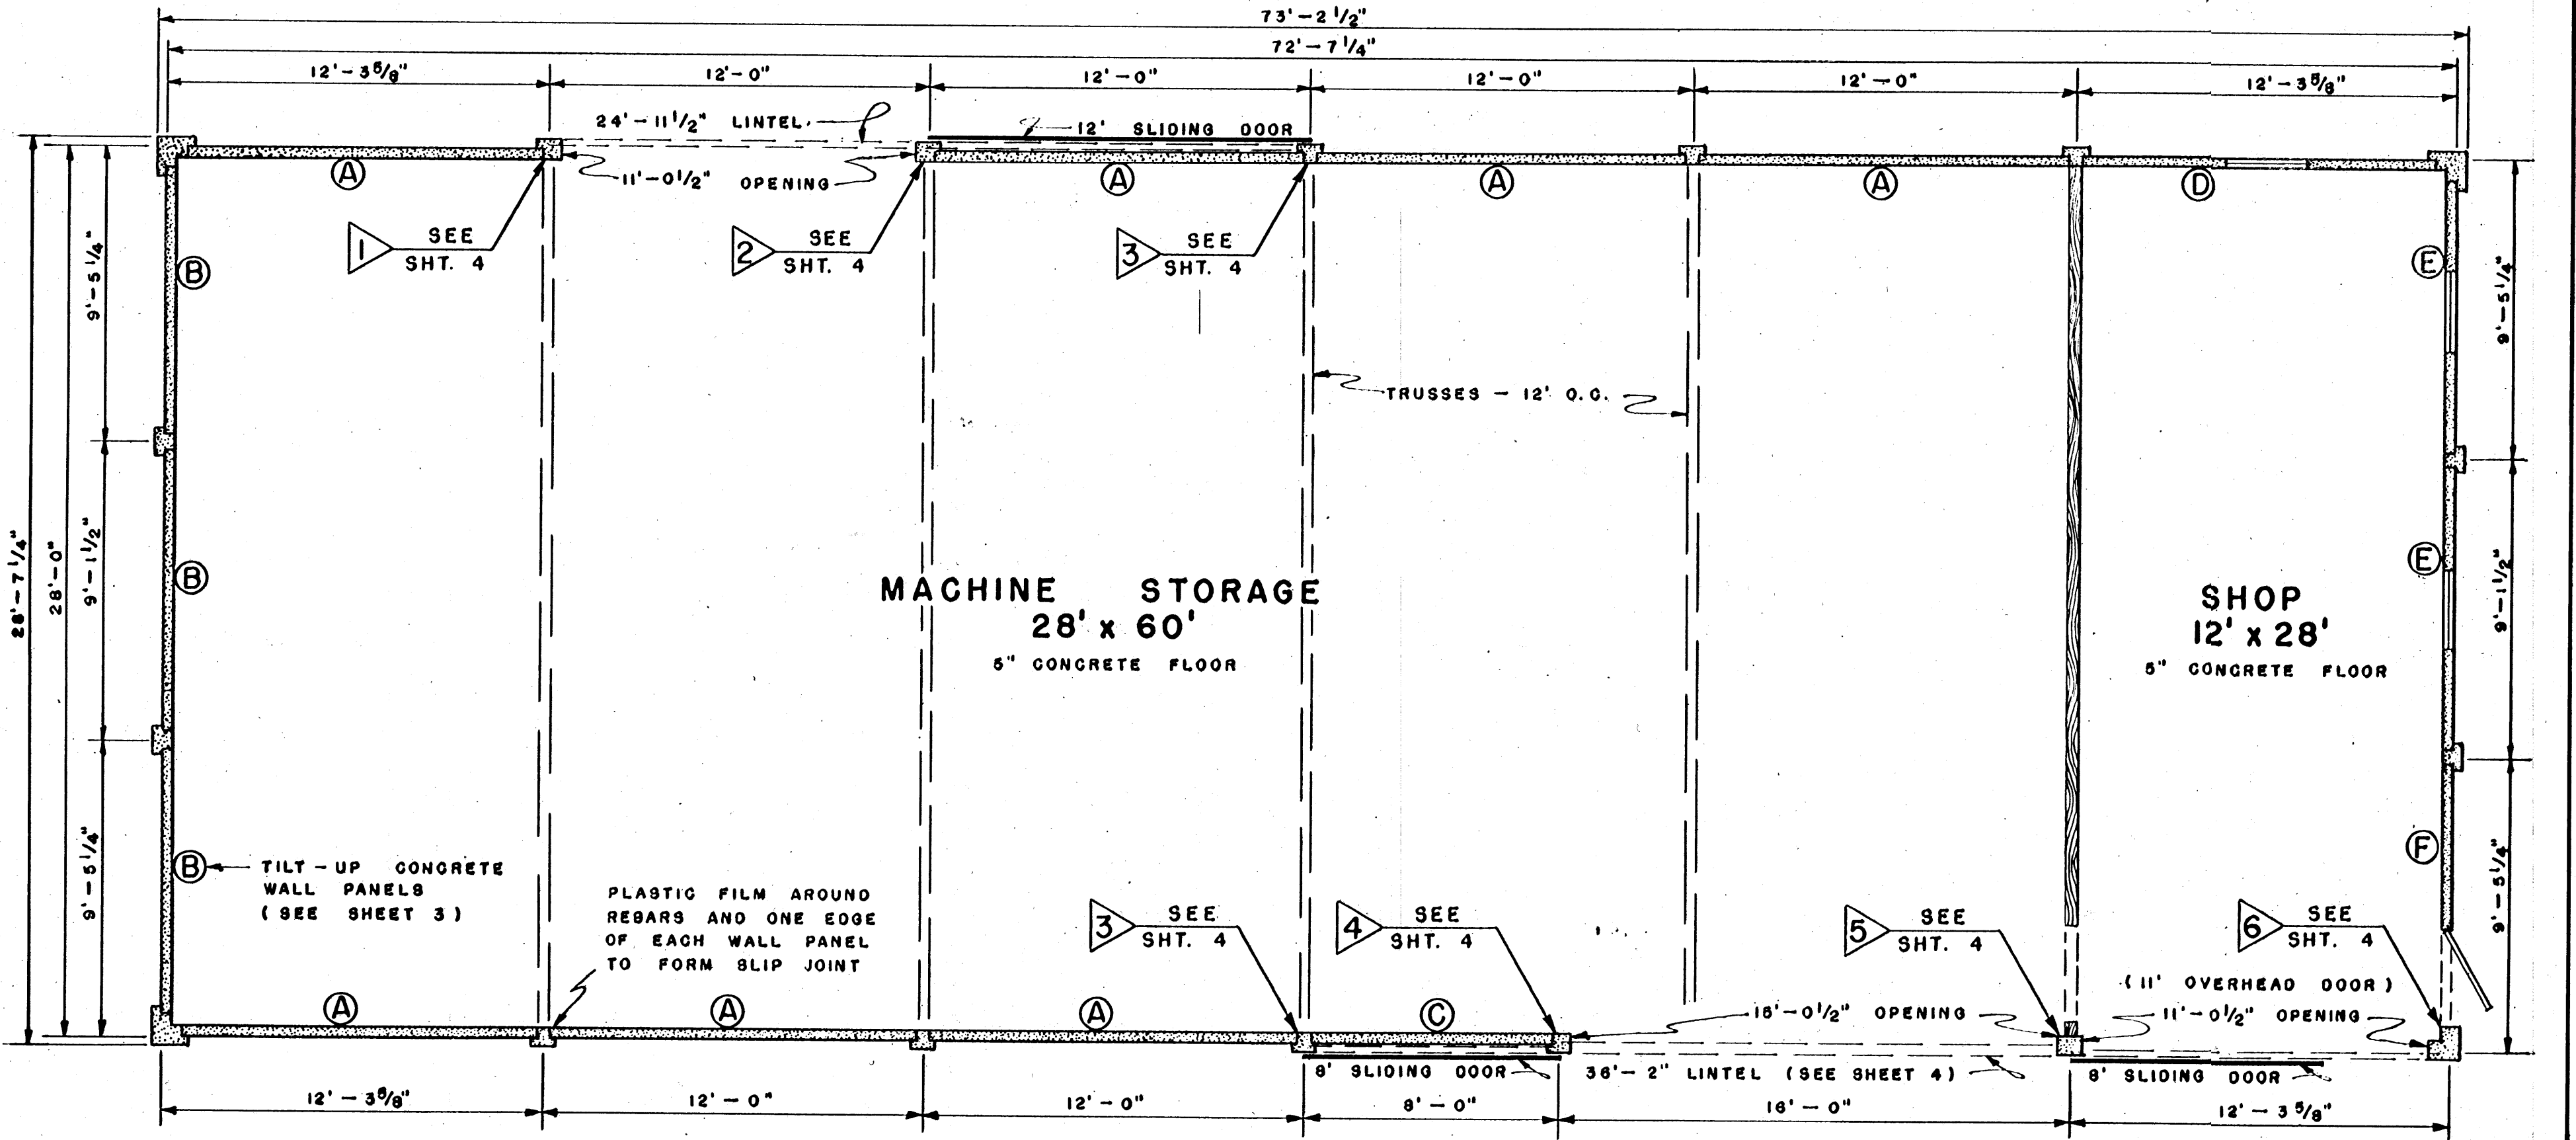 73'-2 1/2"
72'-7 1/4"
12'-3 5/8"
12'-0"
12'-0"
12'-0"
12'-0"
12'-3 5/8"
24'-11 1/2" LINTEL
12' SLIDING DOOR
11'-0 1/2" OPENING
A
A
A
A
D
1
SEE
SHT. 4
2
SEE
SHT. 4
3
SEE
SHT. 4
B
E
9'-5 1/4"
9'-5 1/4"
TRUSSES - 12' O.C.
28'-7 1/4"
28'-0"
9'-1 1/2"
9'-1 1/2"
B
E
MACHINE STORAGE
28' x 60'
5" CONCRETE FLOOR
SHOP
12' x 28'
5" CONCRETE FLOOR
9'-5 1/4"
9'-5 1/4"
B
F
TILT-UP CONCRETE
WALL PANELS
(SEE SHEET 3)
PLASTIC FILM AROUND
REBARS AND ONE EDGE
OF EACH WALL PANEL
TO FORM SLIP JOINT
3
SEE
SHT. 4
4
SEE
SHT. 4
5
SEE
SHT. 4
6
SEE
SHT. 4
(11' OVERHEAD DOOR)
A
A
A
C
15'-0 1/2" OPENING
11'-0 1/2" OPENING
8' SLIDING DOOR
36'-2" LINTEL (SEE SHEET 4)
8' SLIDING DOOR
12'-3 5/8"
12'-0"
12'-0"
8'-0"
16'-0"
12'-3 5/8"